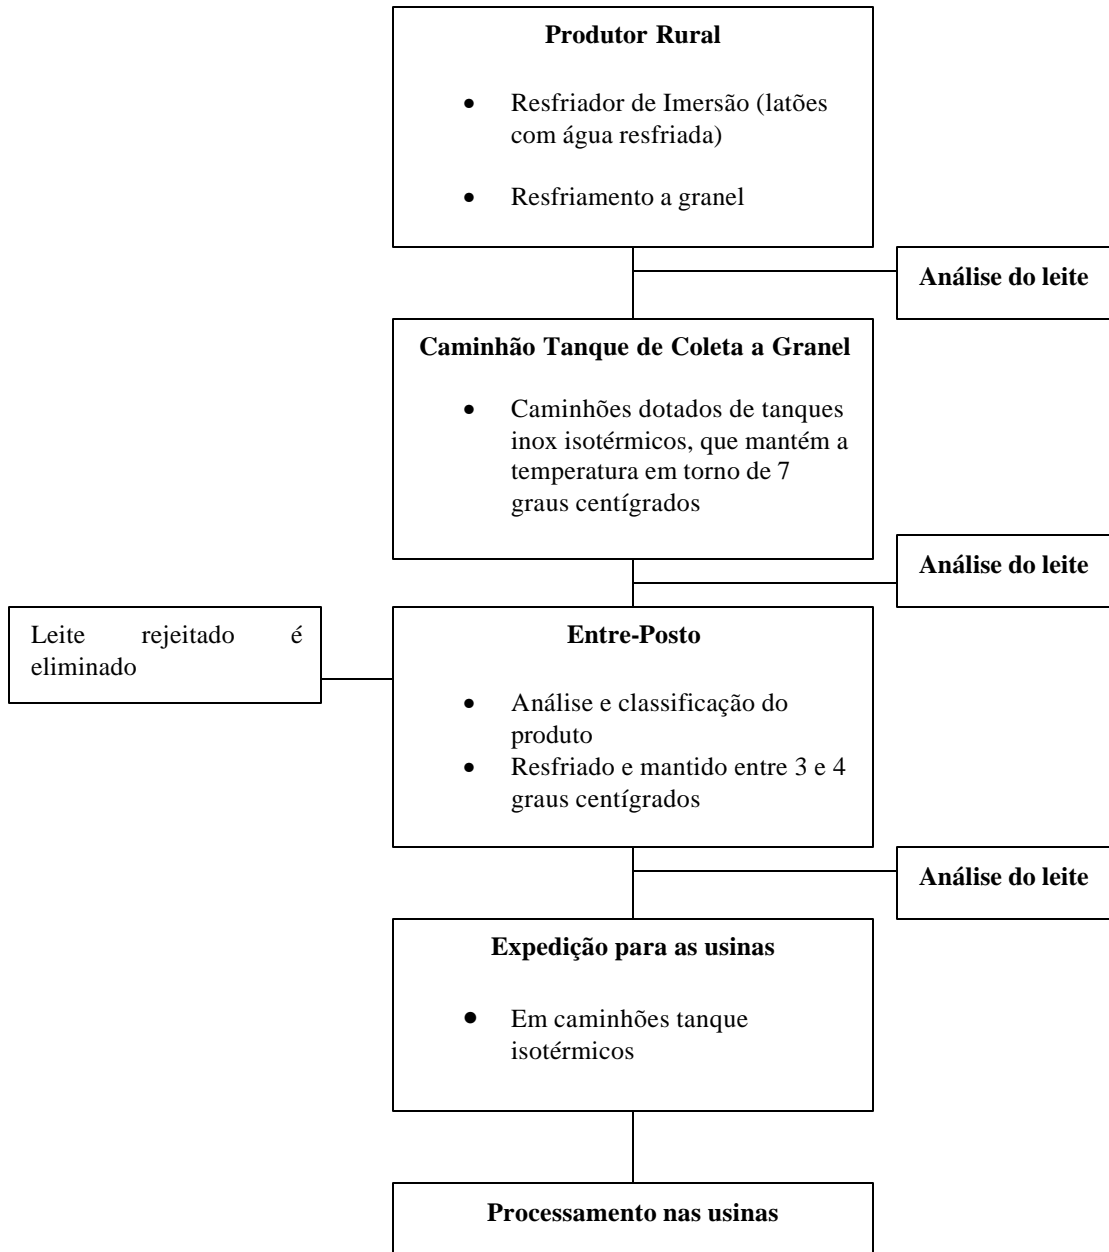 Produtor Rural
• Resfriador de Imersão (latões
com água resfriada)
• Resfriamento a granel
Análise do leite
Caminhão Tanque de Coleta a Granel
• Caminhões dotados de tanques
inox isotérmicos, que mantém a
temperatura em torno de 7
graus centígrados
Análise do leite
Leite rejeitado é
eliminado
Entre-Posto
• Análise e classificação do
produto
• Resfriado e mantido entre 3 e 4
graus centígrados
Análise do leite
Expedição para as usinas
• Em caminhões tanque
isotérmicos
Processamento nas usinas